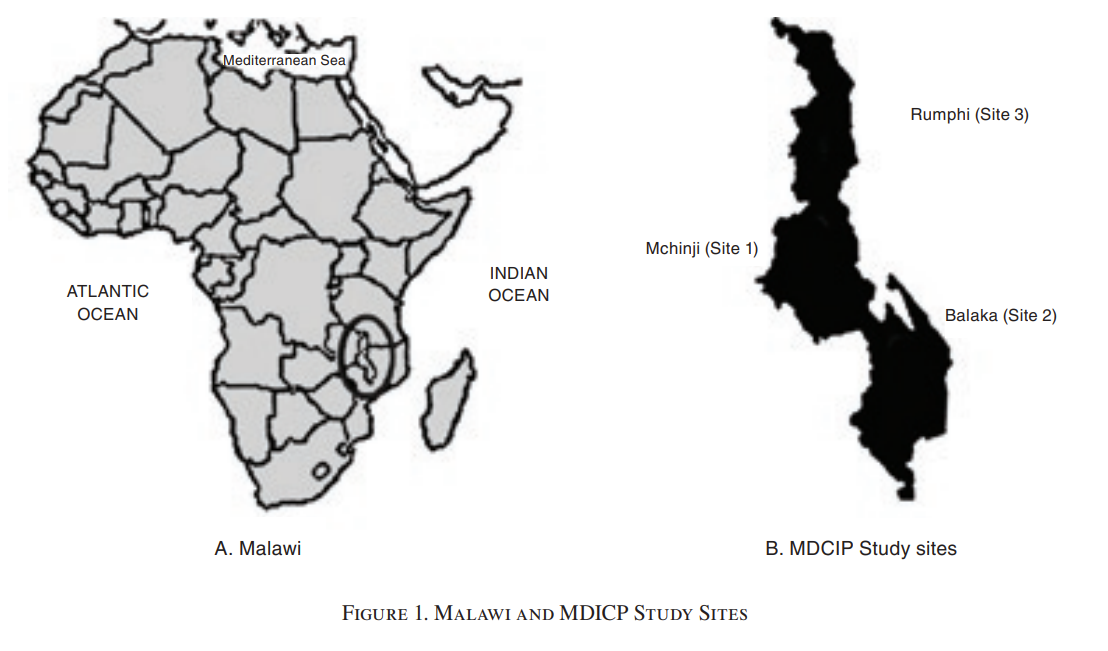 Mediterranean Sea
ATLANTIC
OCEAN
INDIAN
OCEAN
A. Malawi
Rumphi (Site 3)
Mchinji (Site 1)
Balaka (Site 2)
B. MDCIP Study sites
FIGURE 1. MALAWI AND MDICP STUDY SITES